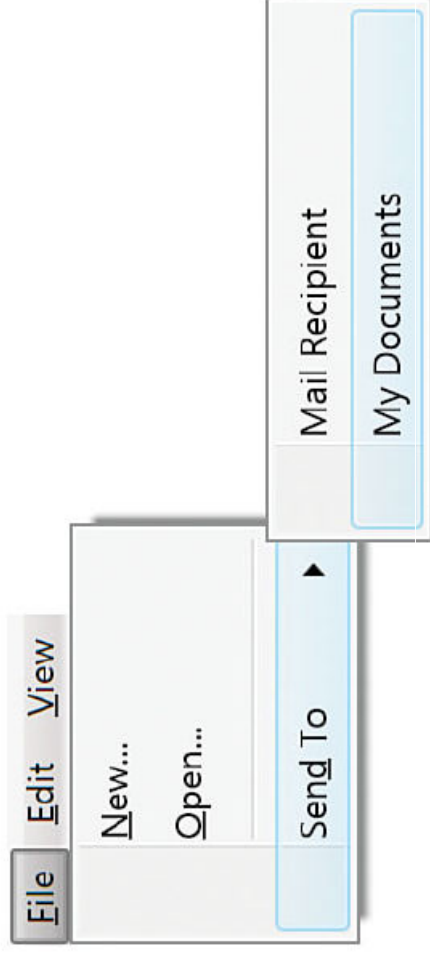 File Edit View
New...
Open...
Send To
Mail Recipient
My Documents